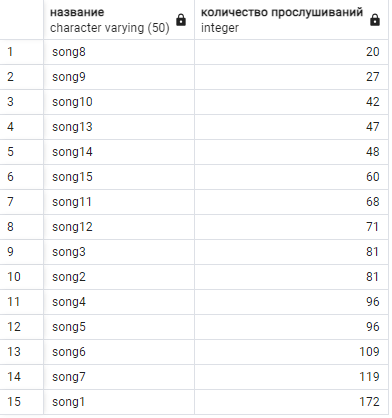 название количество прослушиваний
character varying (50) integer
1 song8 20
2 song9 27
3 song10 42
4 song13 47
5 song14 48
6 song15 60
7 song11 68
8 song12 71
9 song3 81
10 song2 81
11 song4 96
12 song5 96
13 song6 109
14 song7 119
15 song1 172